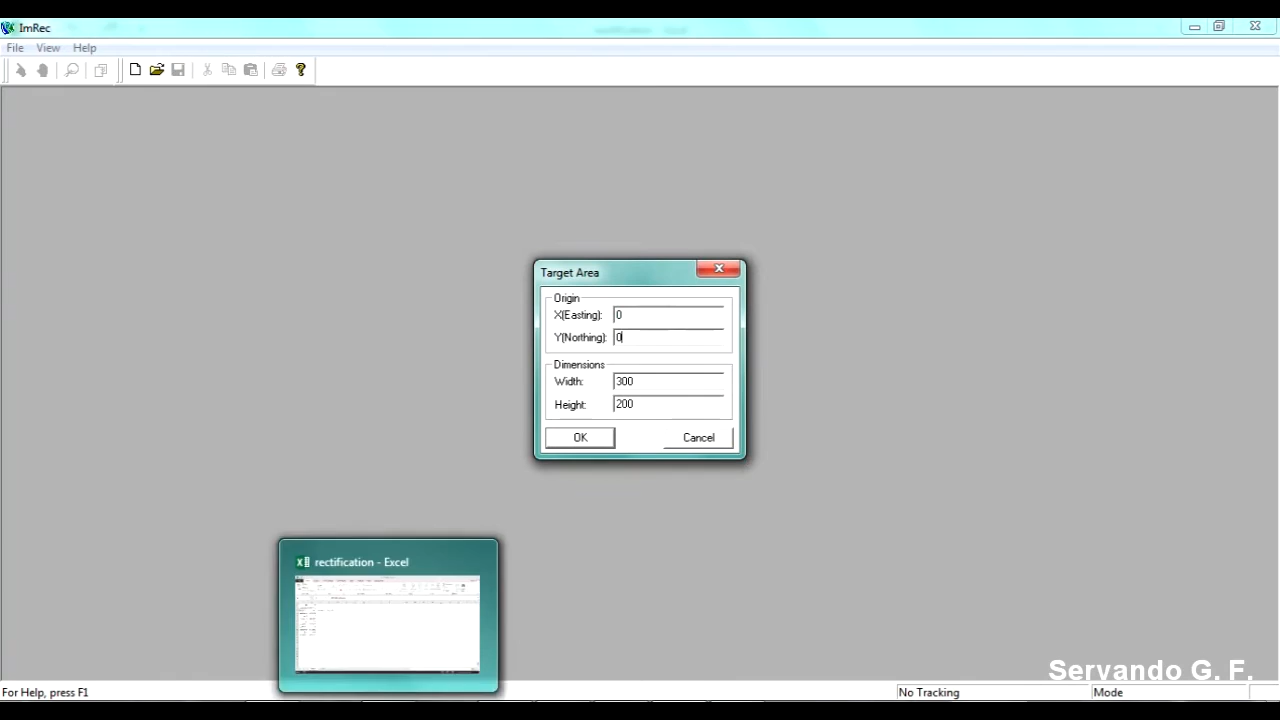 ImRec
File View Help
Target Area
Origin
X(Easting): 0
Y(Northing): 0
Dimensions
Width: 300
Height: 200
OK Cancel
rectification - Excel
Servando G. F.
For Help, press F1 No Tracking Mode